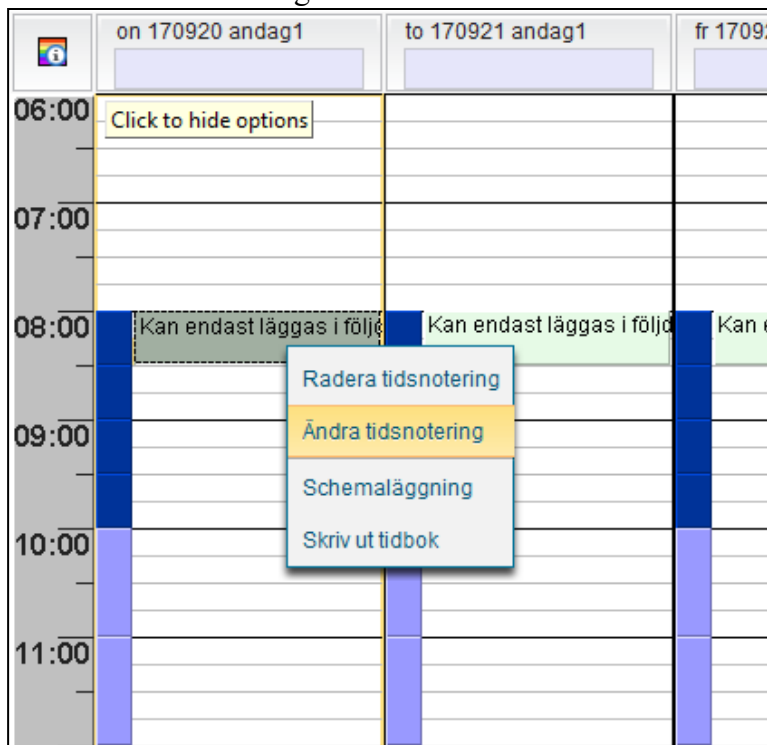 on 170920 andag1
to 170921 andag1
fr 1709
06:00
Click to hide options
07:00
08:00
Kan endast läggas i följd
Kan endast läggas i följd
Kan
Radera tidsnotering
09:00
Ändra tidsnotering
Schemaläggning
10:00
Skriv ut tidbok
11:00